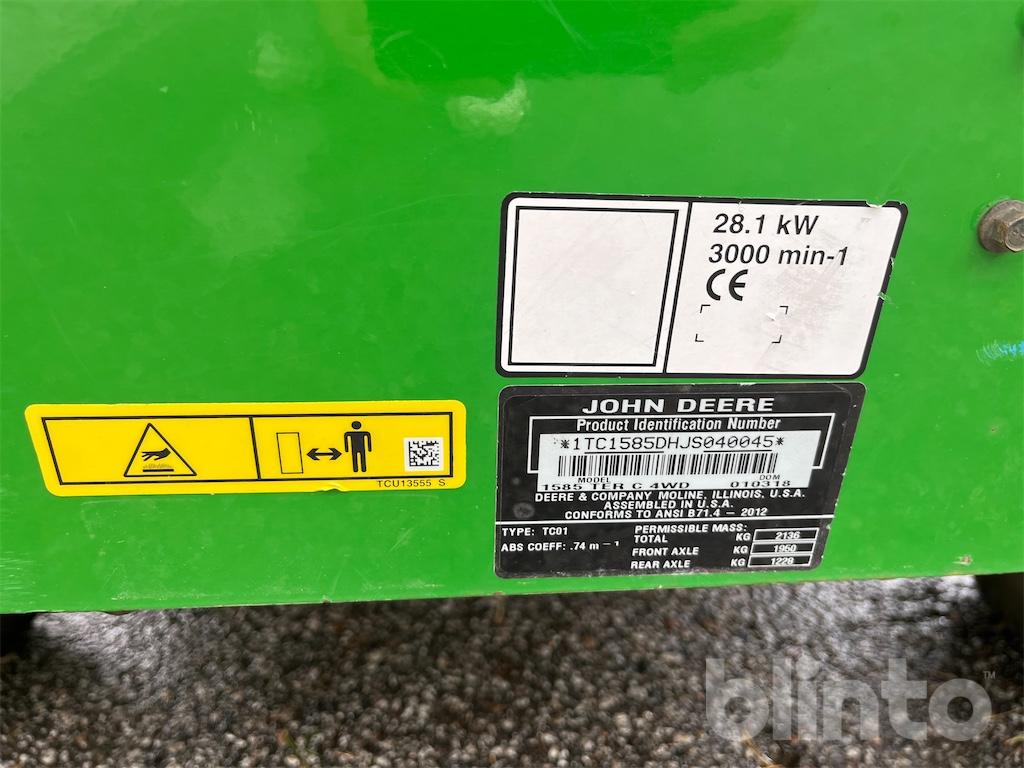 28.1 kW
3000 min-1
CE
JOHN DEERE
Product Identification Number
*1TC1585DHJS040045*
MODEL DOM
1585 TER C 4WD 010318
DEERE & COMPANY MOLINE, ILLINOIS, U.S.A.
ASSEMBLED IN U.S.A.
CONFORMS TO ANSI B71.4 – 2012
TYPE: TC01
ABS COEFF: .74 m – 1
PERMISSIBLE MASS:
TOTAL KG 2136
FRONT AXLE KG 1950
REAR AXLE KG 1228
TCU13555 S
blinto™